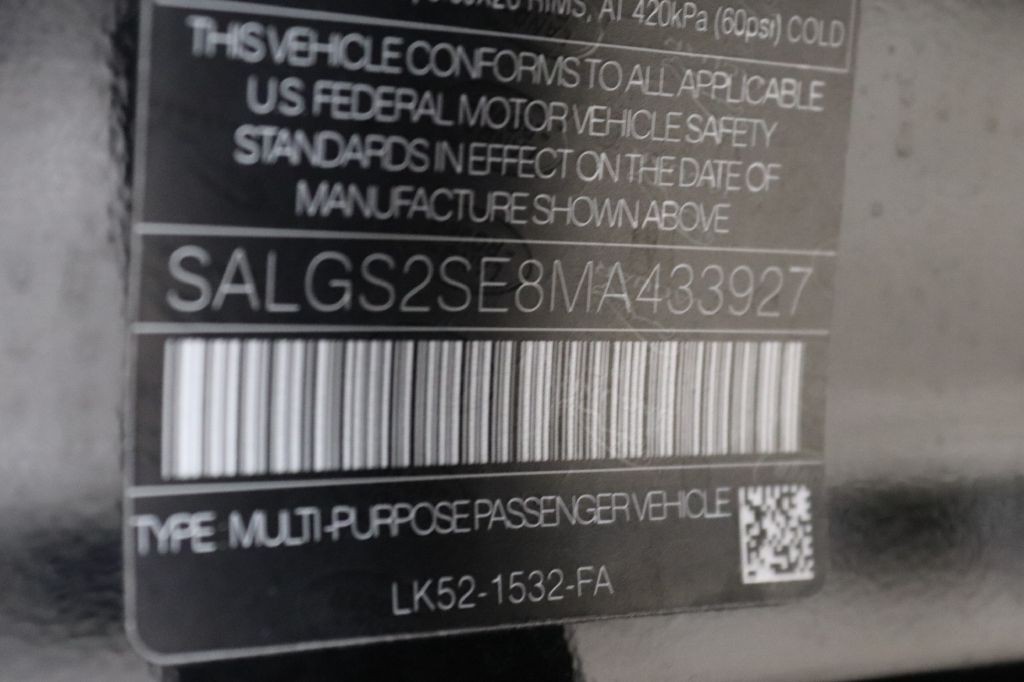 RIMS, AT 420kPa (60psi) COLD
THIS VEHICLE CONFORMS TO ALL APPLICABLE
US FEDERAL MOTOR VEHICLE SAFETY
STANDARDS IN EFFECT ON THE DATE OF
MANUFACTURE SHOWN ABOVE
SALGS2SE8MA433927
TYPE: MULTI-PURPOSE PASSENGER VEHICLE
LK52-1532-FA